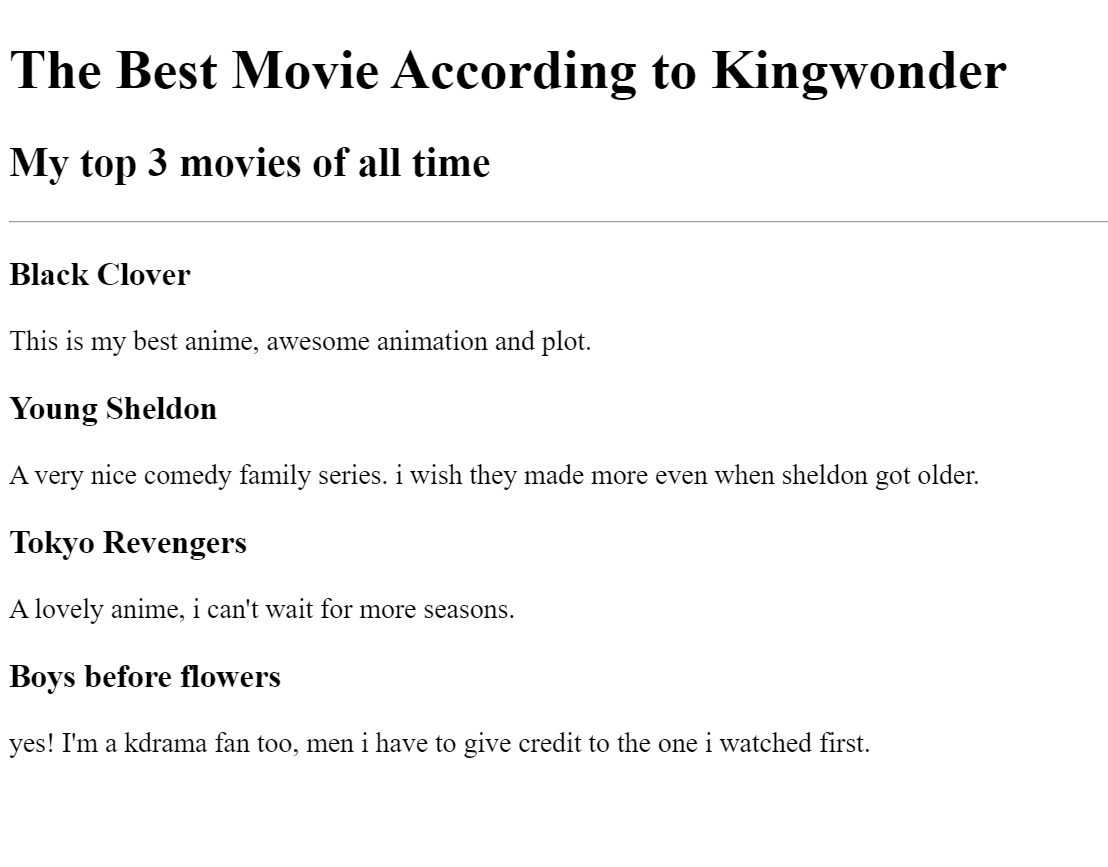 The Best Movie According to Kingwonder
My top 3 movies of all time
Black Clover
This is my best anime, awesome animation and plot.
Young Sheldon
A very nice comedy family series. i wish they made more even when sheldon got older.
Tokyo Revengers
A lovely anime, i can't wait for more seasons.
Boys before flowers
yes! I'm a kdrama fan too, men i have to give credit to the one i watched first.